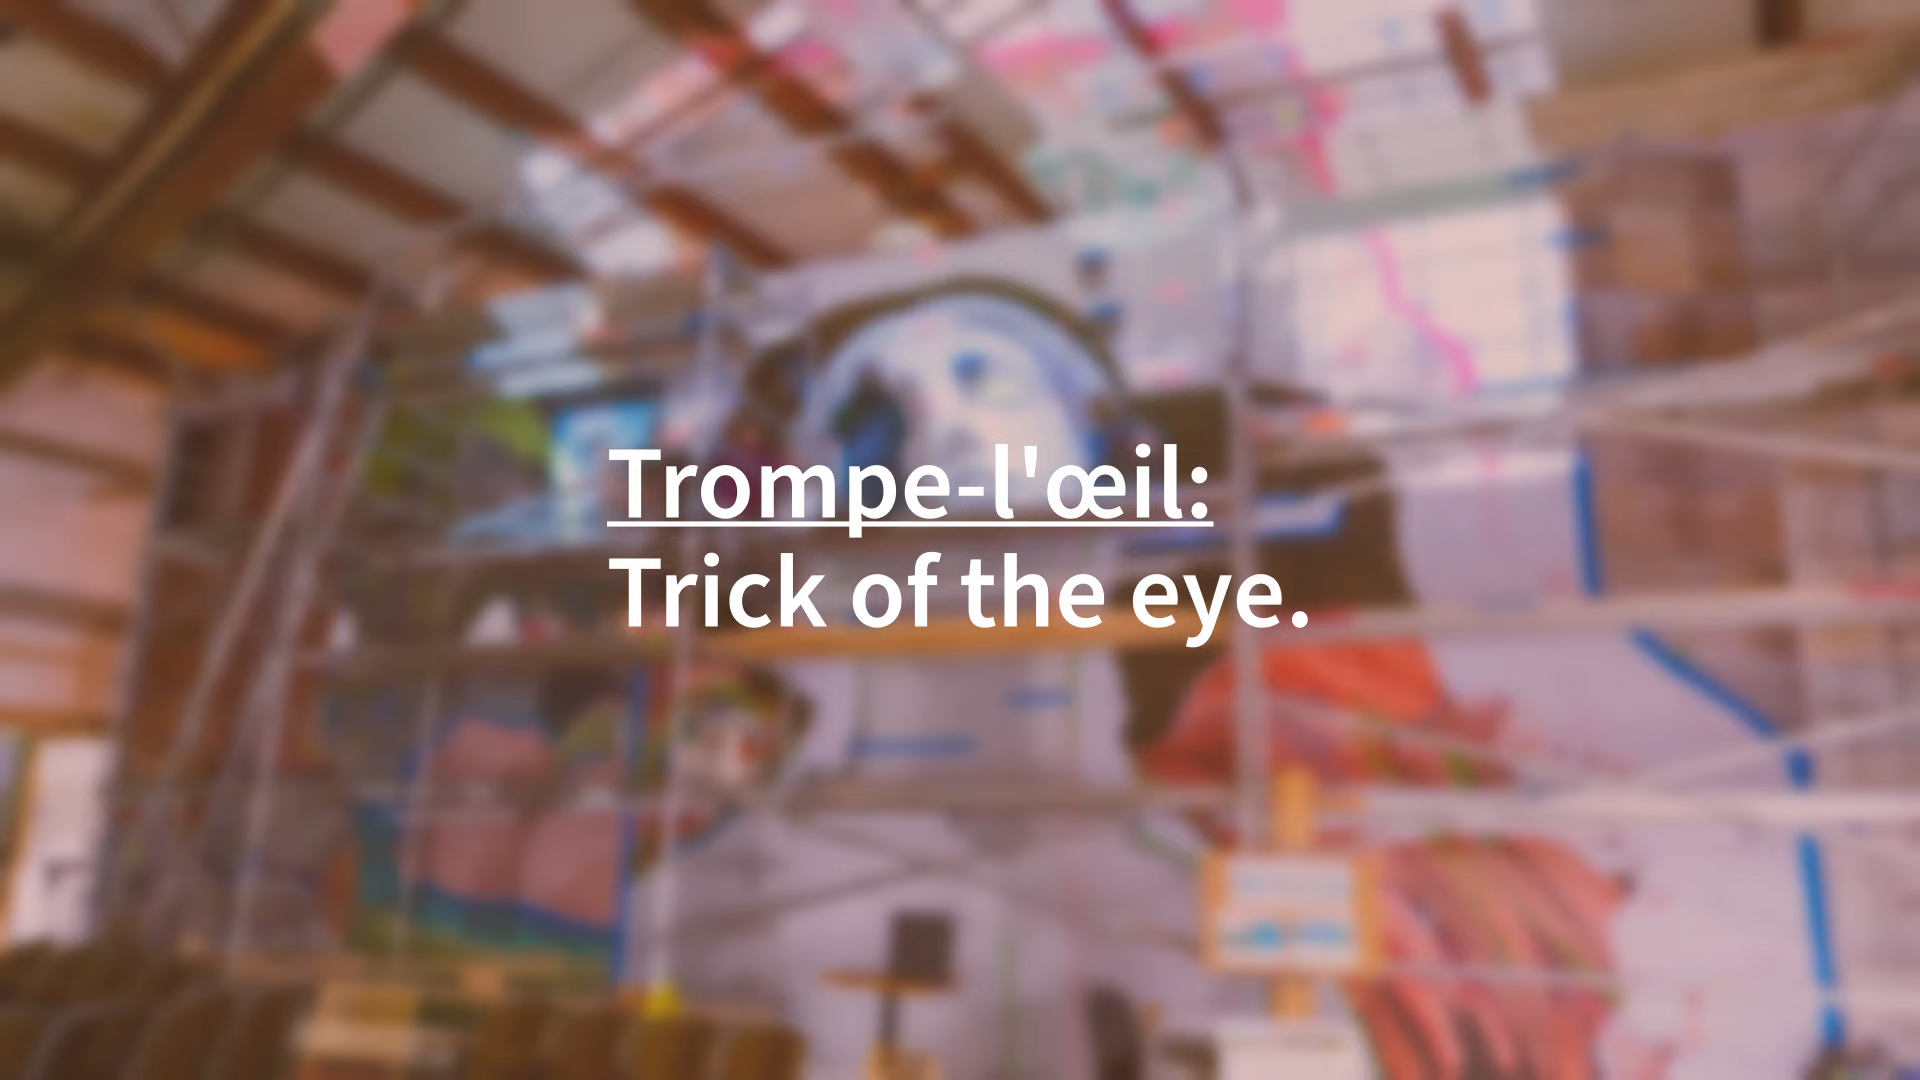 Trompe-l'œil:
Trick of the eye.